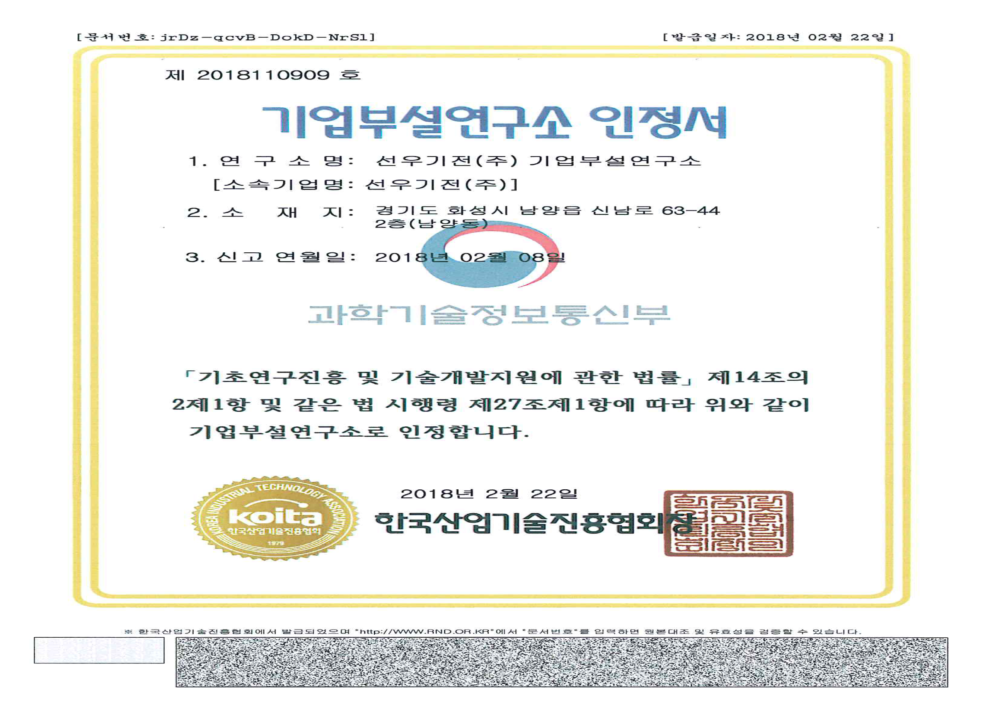 [문서번호: jrDz-qcvB-DokD-NrSl]
[발급일자: 2018년 02월 22일]
제 2018110909 호
기업부설연구소 인정서
1. 연 구 소 명: 선우기전(주) 기업부설연구소
[소속기업명: 선우기전(주)]
2. 소 재 지: 경기도 화성시 남양읍 신남로 63-44
2층(남양동)
3. 신고 연월일: 2018년 02월 08일
과학기술정보통신부
「기초연구진흥 및 기술개발지원에 관한 법률」 제14조의
2제1항 및 같은 법 시행령 제27조제1항에 따라 위와 같이
기업부설연구소로 인정합니다.
KOREA INDUSTRIAL TECHNOLOGY ASSOCIATION
koita
한국산업기술진흥협회
1979
2018년 2월 22일
한국산업기술진흥협회장
※ 한국산업기술진흥협회에서 발급되었으며 "http://WWW.RND.OR.KR"에서 "문서번호"를 입력하면 원본대조 및 유효성을 검증할 수 있습니다.